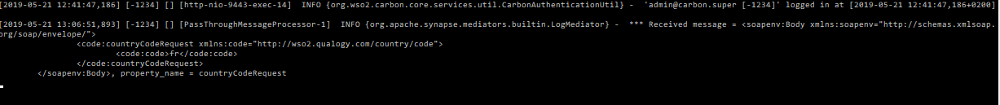 [2019-05-21 12:41:47,186] [-1234] [] [http-nio-9443-exec-14]  INFO {org.wso2.carbon.core.services.util.CarbonAuthenticationUtil} -  'admin@carbon.super [-1234]' logged in at [2019-05-21 12:41:47,186+0200]
[2019-05-21 13:06:51,893] [-1234] [] [PassThroughMessageProcessor-1]  INFO {org.apache.synapse.mediators.builtin.LogMediator} -  *** Received message = <soapenv:Body xmlns:soapenv="http://schemas.xmlsoap.
org/soap/envelope/">
<code:countryCodeRequest xmlns:code="http://wso2.qualogy.com/country/code">
<code:code>fr</code:code>
</code:countryCodeRequest>
</soapenv:Body>, property_name = countryCodeRequest